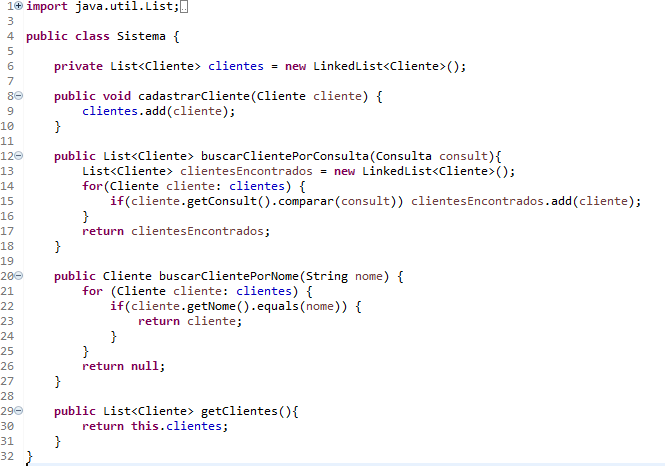 1 import java.util.List;
3
4 public class Sistema {
5
6     private List<Cliente> clientes = new LinkedList<Cliente>();
7
8     public void cadastrarCliente(Cliente cliente) {
9         clientes.add(cliente);
10     }
11
12     public List<Cliente> buscarClientePorConsulta(Consulta consult){
13         List<Cliente> clientesEncontrados = new LinkedList<Cliente>();
14         for(Cliente cliente: clientes) {
15             if(cliente.getConsult().comparar(consult)) clientesEncontrados.add(cliente);
16         }
17         return clientesEncontrados;
18     }
19
20     public Cliente buscarClientePorNome(String nome) {
21         for (Cliente cliente: clientes) {
22             if(cliente.getNome().equals(nome)) {
23                 return cliente;
24             }
25         }
26         return null;
27     }
28
29     public List<Cliente> getClientes(){
30         return this.clientes;
31     }
32 }